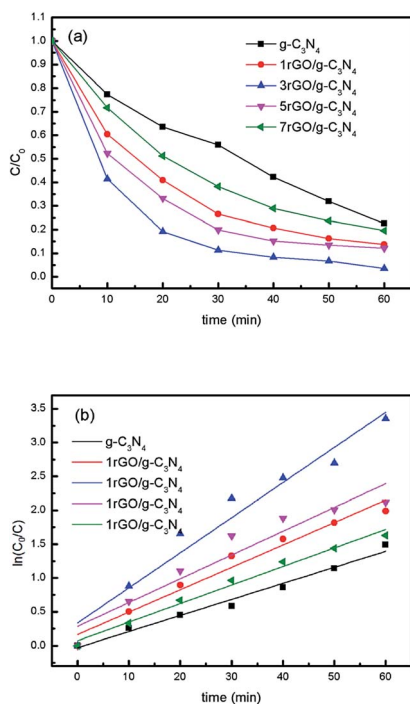 (a)
g-C₃N₄
1rGO/g-C₃N₄
3rGO/g-C₃N₄
5rGO/g-C₃N₄
7rGO/g-C₃N₄
1.0
0.9
0.8
0.7
0.6
0.5
0.4
0.3
0.2
0.1
0.0
C/C₀
0 10 20 30 40 50 60
time (min)
(b)
g-C₃N₄
1rGO/g-C₃N₄
1rGO/g-C₃N₄
1rGO/g-C₃N₄
1rGO/g-C₃N₄
3.5
3.0
2.5
2.0
1.5
1.0
0.5
0.0
ln(C₀/C)
0 10 20 30 40 50 60
time (min)